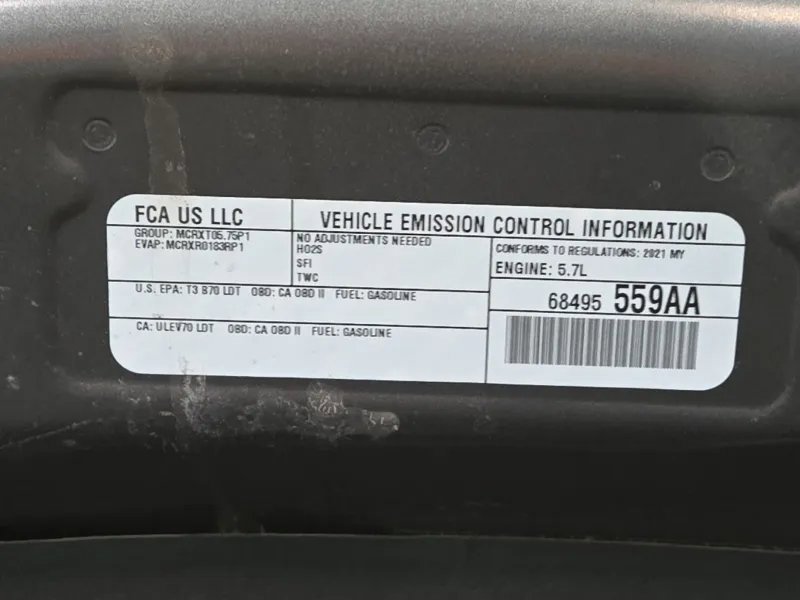 FCA US LLC
VEHICLE EMISSION CONTROL INFORMATION
GROUP: MCRXT05.75P1
EVAP: MCRXR0183RP1
NO ADJUSTMENTS NEEDED
HO2S
SFI
TWC
CONFORMS TO REGULATIONS: 2021 MY
ENGINE: 5.7L
U.S. EPA: T3 B70 LDT OBD: CA OBD II FUEL: GASOLINE
CA: ULEV70 LDT OBD: CA OBD II FUEL: GASOLINE
68495 559AA